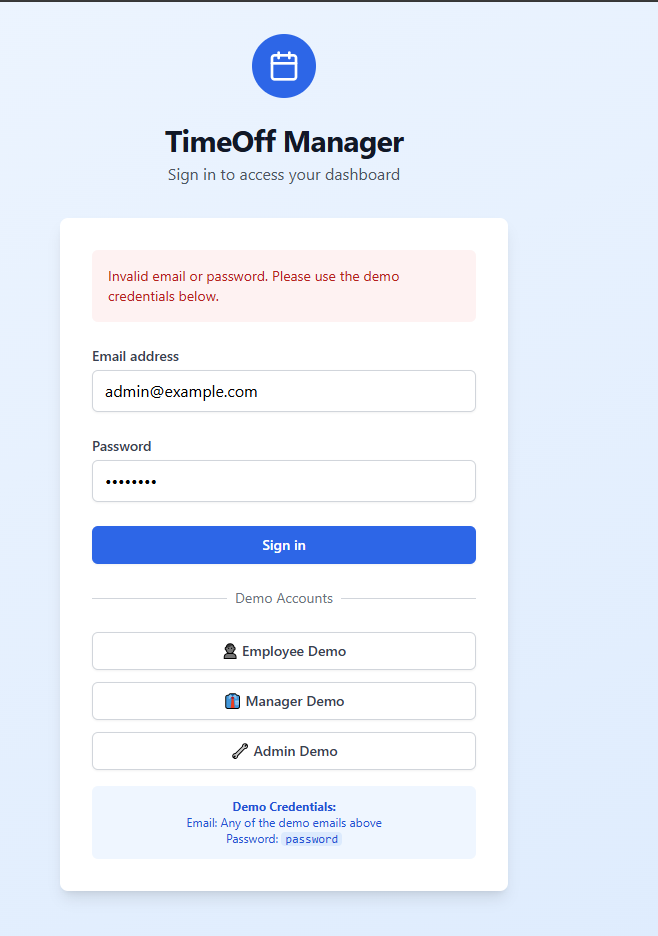 TimeOff Manager
Sign in to access your dashboard
Invalid email or password. Please use the demo
credentials below.
Email address
admin@example.com
Password
••••••••
Sign in
Demo Accounts
Employee Demo
Manager Demo
Admin Demo
Demo Credentials:
Email: Any of the demo emails above
Password: password